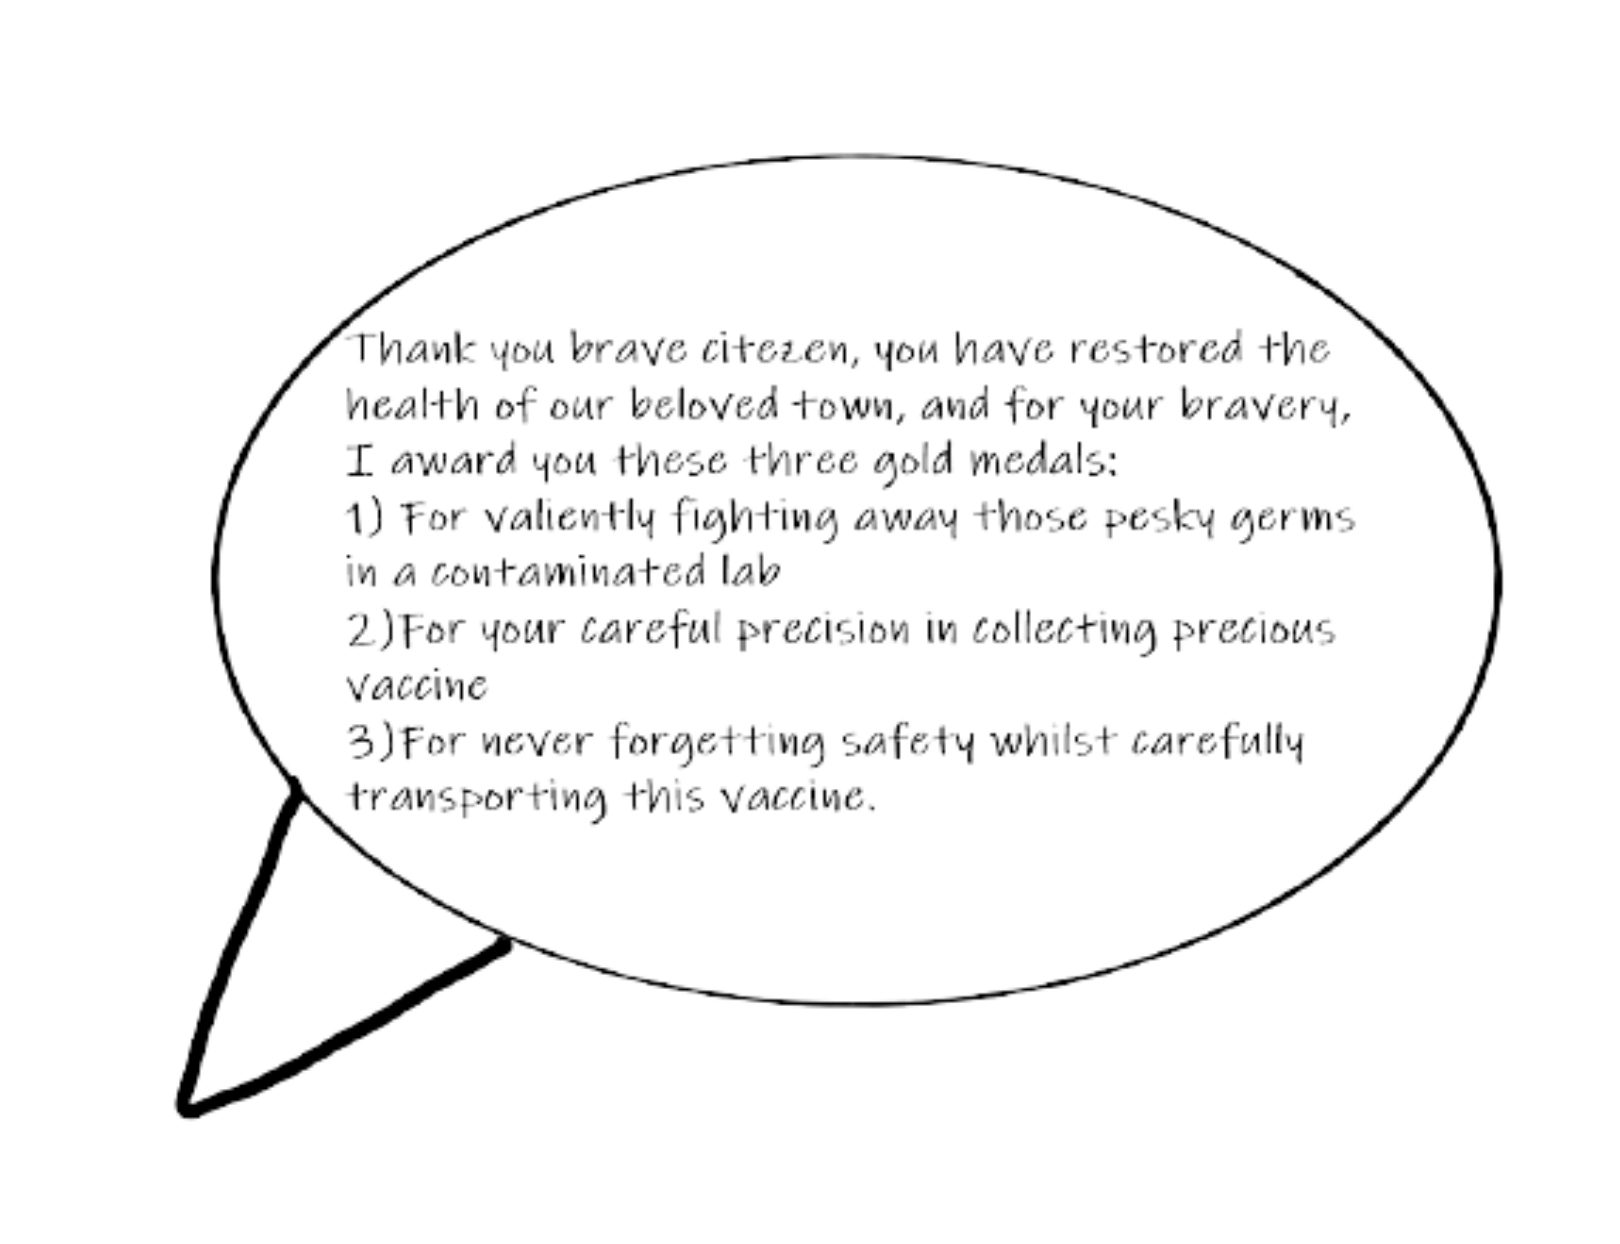 Thank you brave citezen, you have restored the
health of our beloved town, and for your bravery,
I award you these three gold medals:
1) For valiently fighting away those pesky germs
in a contaminated lab
2)For your careful precision in collecting precious
vaccine
3)For never forgetting safety whilst carefully
transporting this vaccine.